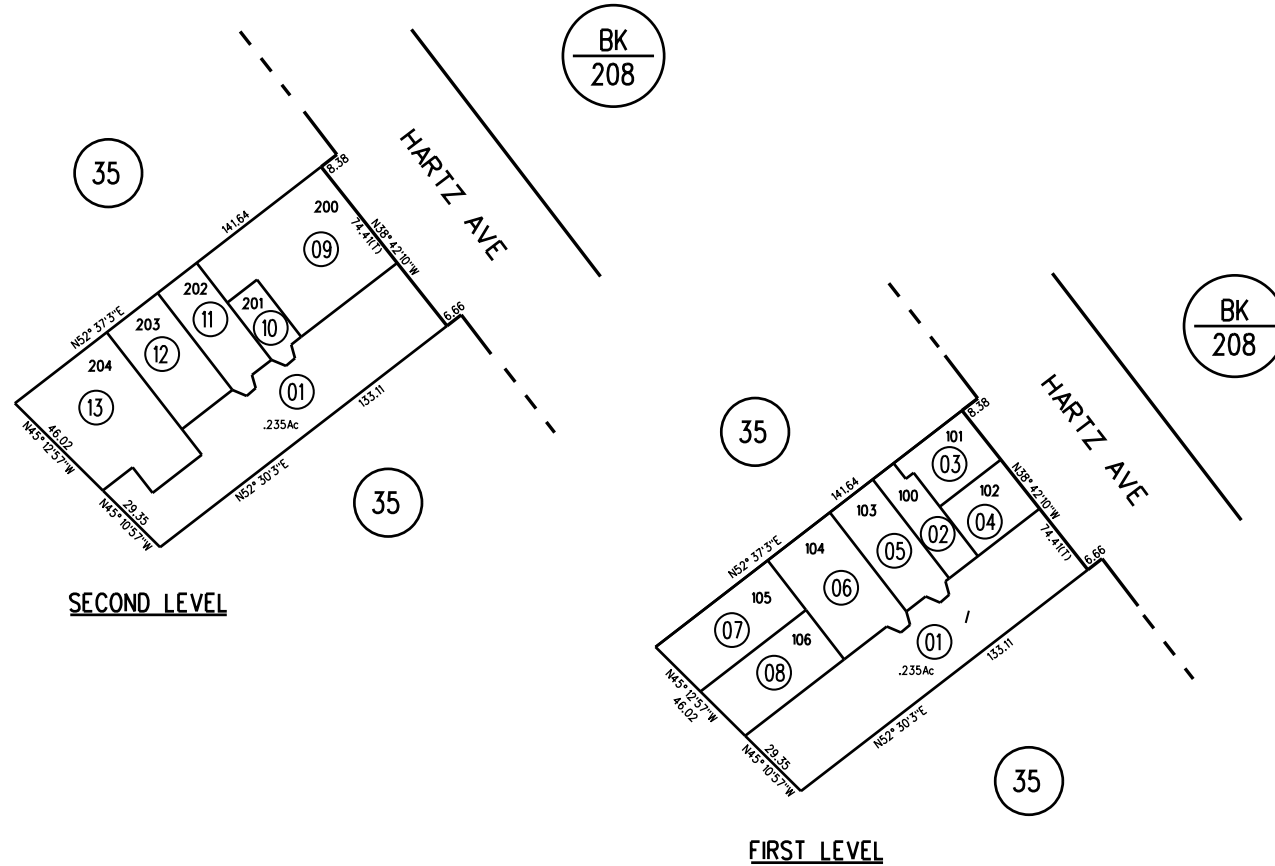 BK
208
HARTZ AVE
35
8.38
141.64
200
09
N38° 42'10"W
74.41(T)
202
11
201
10
N52° 37'3"E
203
12
204
13
6.66
01
.235Ac
133.11
46.02
N45° 12'57"W
N52° 30'3"E
35
29.35
N45° 10'57"W
SECOND LEVEL
BK
208
HARTZ AVE
35
8.38
141.64
101
03
N38° 42'10"W
74.41(T)
100
02
102
04
103
05
N52° 37'3"E
104
06
105
07
106
08
6.66
01
.235Ac
133.11
N45° 12'57"W
46.02
N52° 30'3"E
29.35
N45° 10'57"W
35
FIRST LEVEL